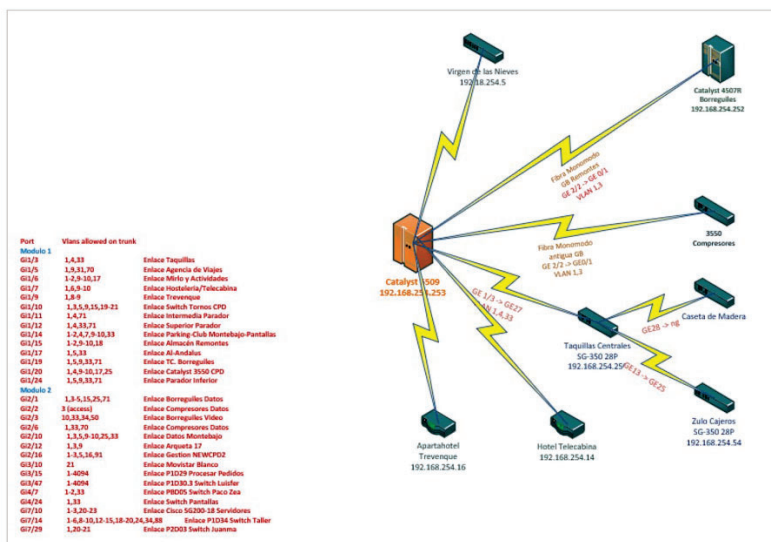 Virgen de las Nieves
192.18.254.5
Catalyst 4507R
Borreguiles
192.168.254.252
Fibra Monomodo
GB Remontes
GE 2/2 -> GE 0/1
VLAN 1,3
3550
Compresores
Fibra Monomodo
antigua GB
GE 2/2 -> GE0/1
VLAN 1,3
Catalyst 6509
192.168.254.253
GE 1/3 -> GE27
VLAN 1,4,33
Caseta de Madera
GE28 -> ng
Taquillas Centrales
SG-350 28P
192.168.254.25
GE13 -> GE25
Zulo Cajeros
SG-350 28P
192.168.254.54
Apartahotel
Trevenque
192.168.254.16
Hotel Telecabina
192.168.254.14
Port Vlans allowed on trunk
Modulo 1
Gi1/3 1,4,33 Enlace Taquillas
Gi1/5 1,9,31,70 Enlace Agencia de Viajes
Gi1/6 1-2,9-10,17 Enlace Mirlo y Actividades
Gi1/7 1,6,9-10 Enlace Hosteleria/Telecabina
Gi1/9 1,8-9 Enlace Trevenque
Gi1/10 1,3,5,9,15,19-21 Enlace Switch Tornos CPD
Gi1/11 1,4,71 Enlace Intermedia Parador
Gi1/12 1,4,33,71 Enlace Superior Parador
Gi1/14 1-2,4,7,9-10,33 Enlace Parking-Club Montebajo-Pantallas
Gi1/15 1-2,9-10,18 Enlace Almacén Remontes
Gi1/17 1,5,33 Enlace Al-Andalus
Gi1/19 1,5,9,33,71 Enlace TC. Borreguiles
Gi1/20 1,4,9-10,17,25 Enlace Catalyst 3550 CPD
Gi1/24 1,5,9,33,71 Enlace Parador Inferior
Modulo 2
Gi2/1 1,3-5,15,25,71 Enlace Borreguiles Datos
Gi2/2 3 (access) Enlace Compresores Datos
Gi2/3 10,33,34,50 Enlace Borreguiles Video
Gi2/6 1,33,70 Enlace Compresores Datos
Gi2/10 1,3,5,9-10,25,33 Enlace Datos Montebajo
Gi2/12 1,3,9 Enlace Arqueta 17
Gi2/16 1-3,5,16,91 Enlace Gestion NEWCPD2
Gi3/10 21 Enlace Movistar Blanco
Gi3/15 1-4094 Enlace P1D29 Procesar Pedidos
Gi3/47 1-4094 Enlace P1D30.3 Switch Luisfer
Gi4/7 1-2,33 Enlace PBD05 Switch Paco Zea
Gi4/24 1,33 Enlace Switch Pantallas
Gi7/10 1-3,20-23 Enlace Cisco SG200-18 Servidores
Gi7/14 1-6,8-10,12-15,18-20,24,34,88 Enlace P1D34 Switch Taller
Gi7/29 1,20-21 Enlace P2D03 Switch Juanma